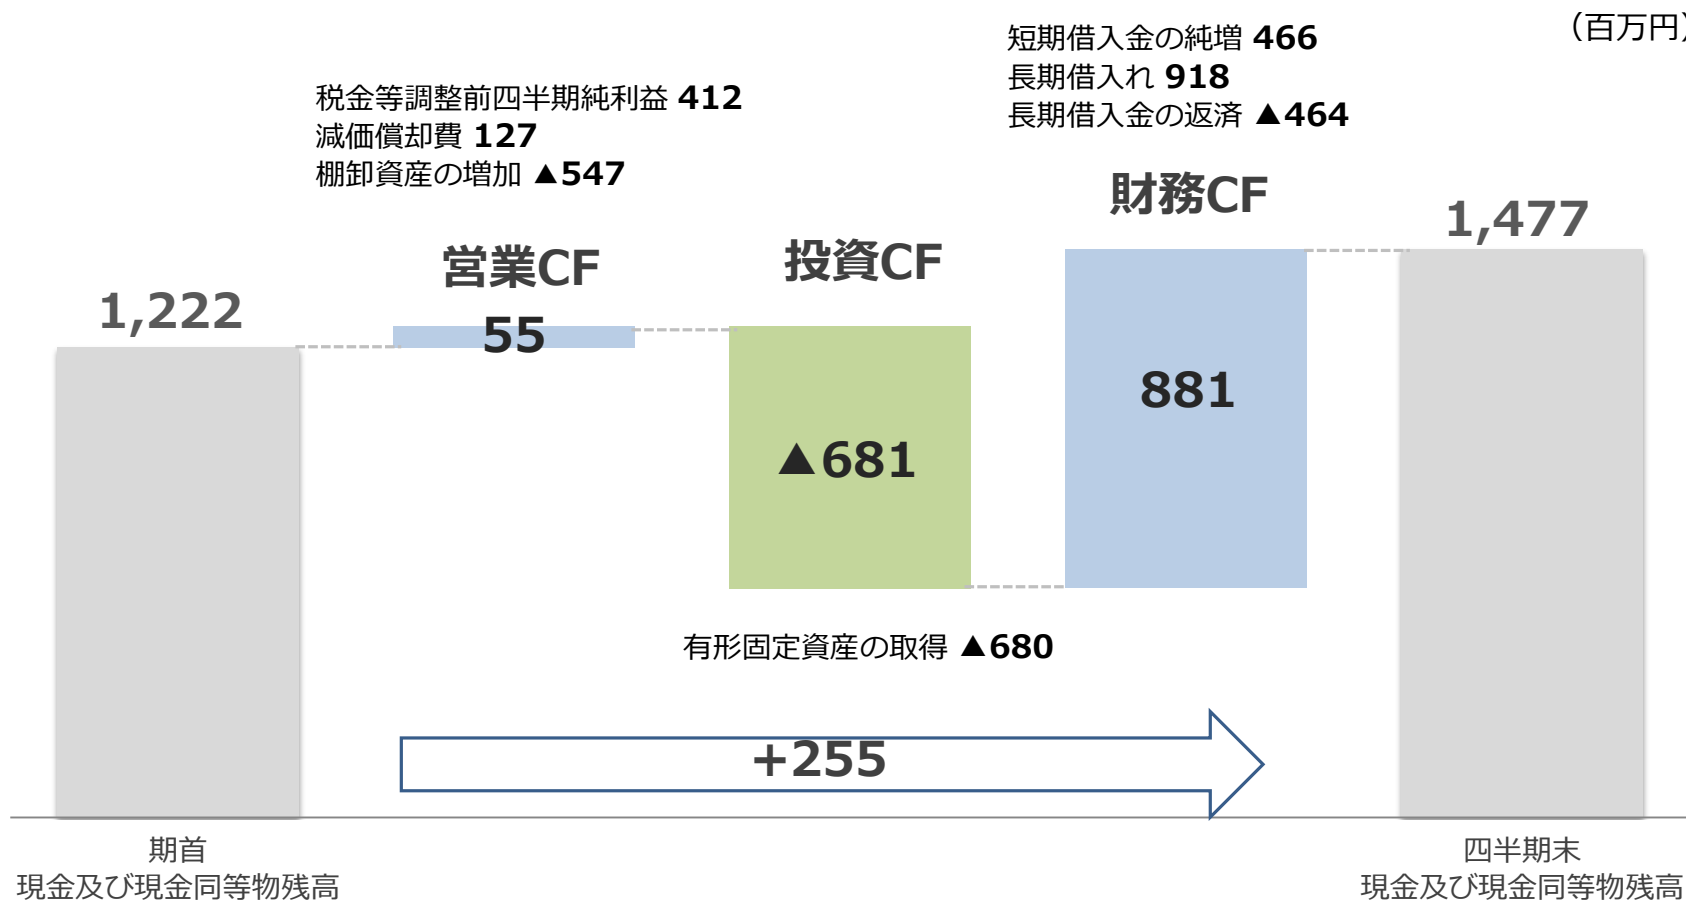 （百万円）
短期借入金の純増 466
長期借入れ 918
長期借入金の返済 ▲464
税金等調整前四半期純利益 412
減価償却費 127
棚卸資産の増加 ▲547
財務CF
1,477
営業CF
投資CF
1,222
55
881
▲681
有形固定資産の取得 ▲680
+255
期首
現金及び現金同等物残高
四半期末
現金及び現金同等物残高